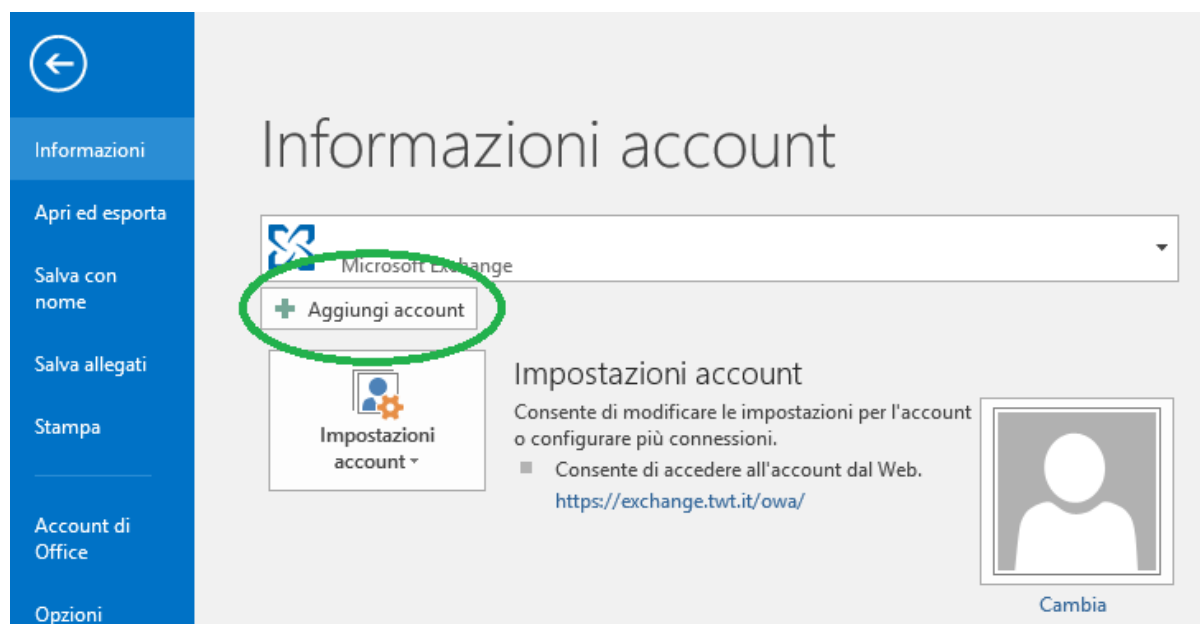 Informazioni
Apri ed esporta
Salva con
nome
Salva allegati
Stampa
Account di
Office
Opzioni
Informazioni account
Microsoft Exchange
Aggiungi account
Impostazioni
account
Impostazioni account
Consente di modificare le impostazioni per l'account
o configurare più connessioni.
Consente di accedere all'account dal Web.
https://exchange.twt.it/owa/
Cambia